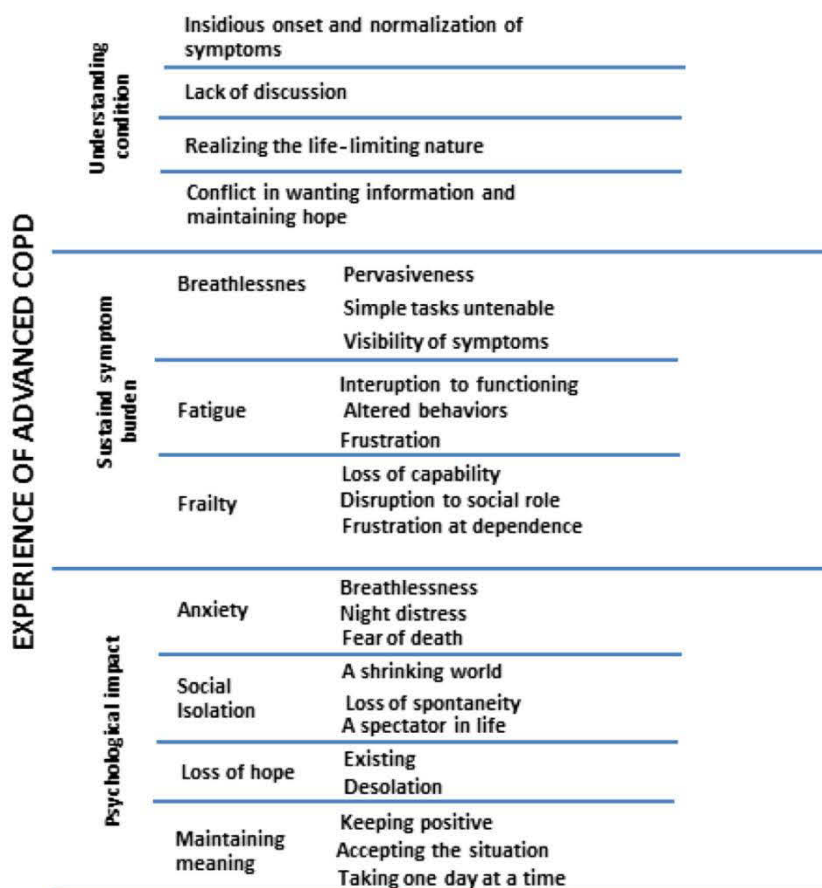 EXPERIENCE OF ADVANCED COPD
Understanding
condition
Insidious onset and normalization of
symptoms
Lack of discussion
Realizing the life-limiting nature
Conflict in wanting information and
maintaining hope
Sustaind symptom
burden
Breathlessnes
Pervasiveness
Simple tasks untenable
Visibility of symptoms
Fatigue
Interuption to functioning
Altered behaviors
Frustration
Frailty
Loss of capability
Disruption to social role
Frustration at dependence
Psychological impact
Anxiety
Breathlessness
Night distress
Fear of death
Social
Isolation
A shrinking world
Loss of spontaneity
A spectator in life
Loss of hope
Existing
Desolation
Maintaining
meaning
Keeping positive
Accepting the situation
Taking one day at a time